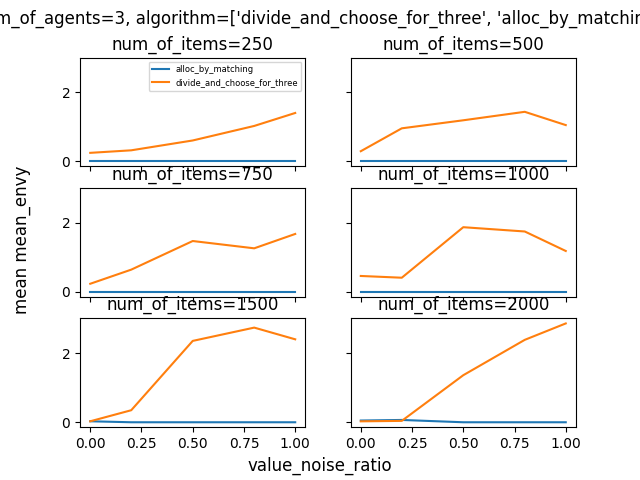 m_of_agents=3, algorithm=['divide_and_choose_for_three', 'alloc_by_matchin
num_of_items=250
num_of_items=500
alloc_by_matching
divide_and_choose_for_three
2
0
num_of_items=750
num_of_items=1000
2
0
mean mean_envy
num_of_items=1500
num_of_items=2000
2
0
0.00 0.25 0.50 0.75 1.00
0.00 0.25 0.50 0.75 1.00
value_noise_ratio